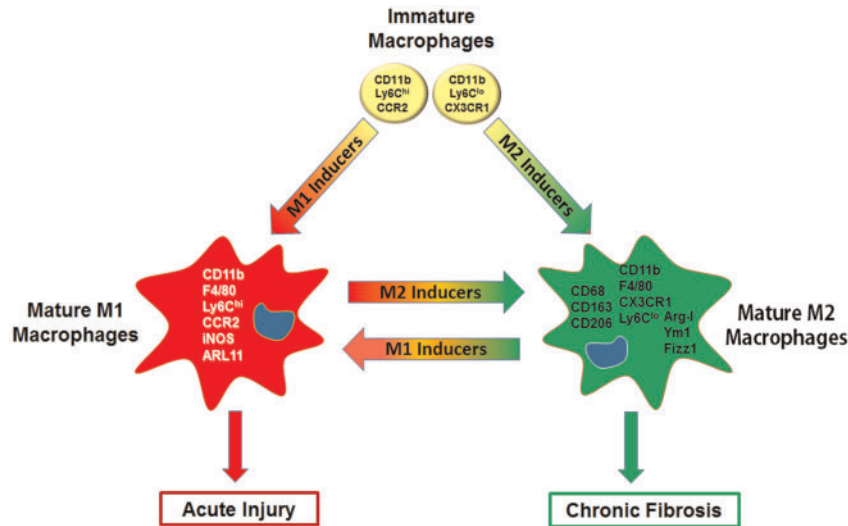 Immature
Macrophages
CD11b
Ly6Chi
CCR2
CD11b
Ly6Clo
CX3CR1
M1 Inducers
M2 Inducers
Mature M1
Macrophages
CD11b
F4/80
Ly6Chi
CCR2
iNOS
ARL11
M2 Inducers
M1 Inducers
CD68
CD163
CD206
CD11b
F4/80
CX3CR1
Ly6Clo
Arg-I
Ym1
Fizz1
Mature M2
Macrophages
Acute Injury
Chronic Fibrosis